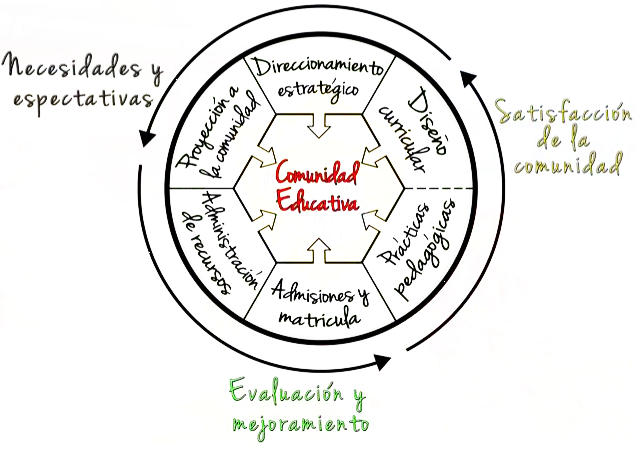 Necesidades y
espectativas
Direccionamiento
estratégico
Proyección a
la comunidad
Diseño
curricular
Satisfacción
de la
comunidad
Comunidad
Educativa
Administración
de recursos
Prácticas
pedagógicas
Admisiones y
matrícula
Evaluación y
mejoramiento